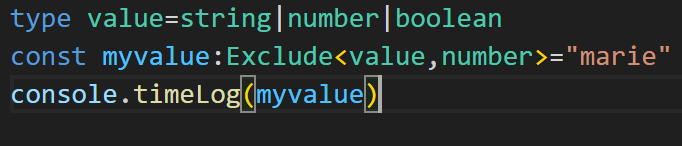 type value=string|number|boolean
const myvalue:Exclude<value,number>="marie"
console.timeLog(myvalue)